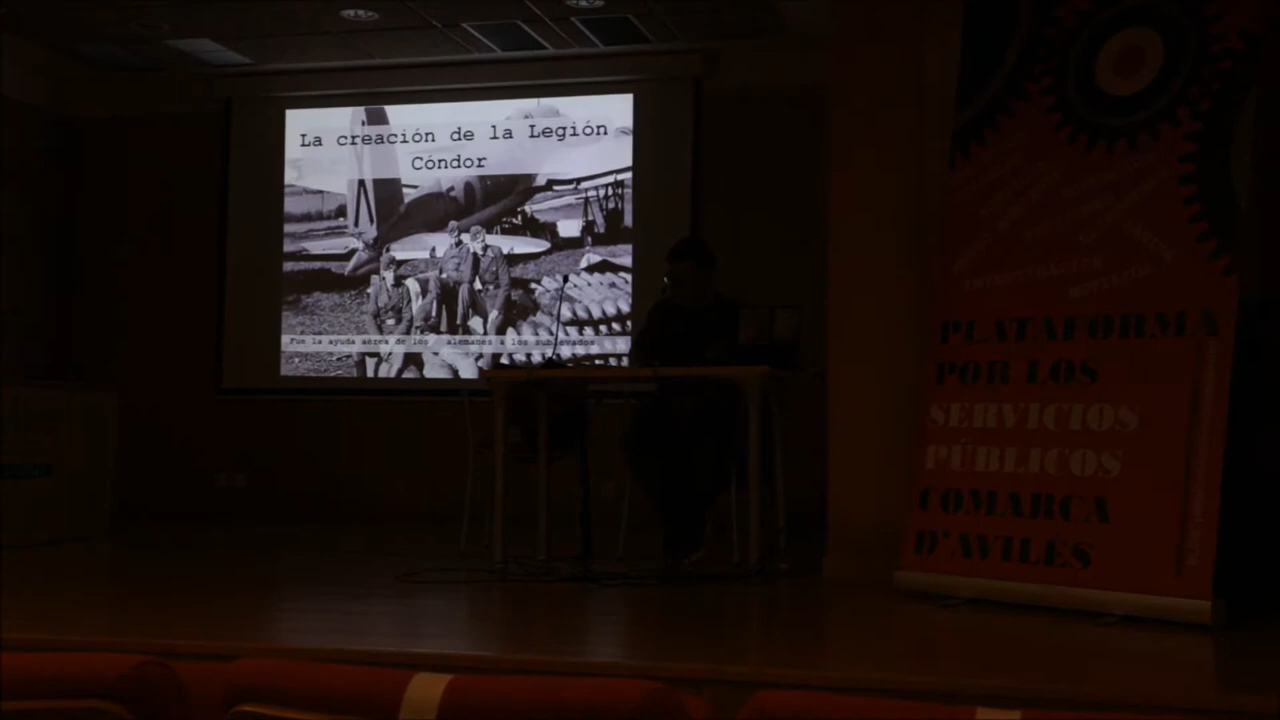 La creación de la Legión
Cóndor
Fue la ayuda aérea de los alemanes a los sublevados
PLATAFORMA
POR LOS
SERVICIOS
PÚBLICOS
COMARCA
D'AVILÉS